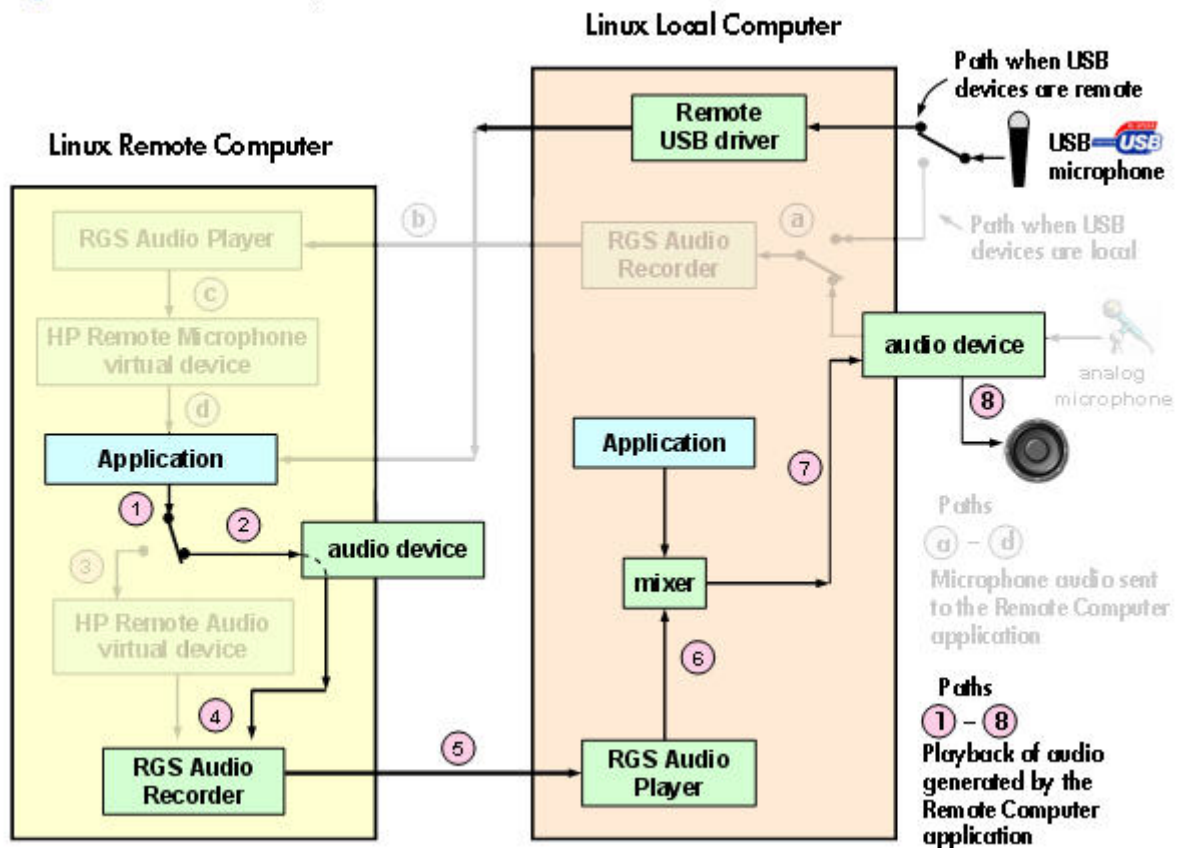 Linux Local Computer
Path when USB
devices are remote
Remote
USB driver
USB
USB
microphone
Linux Remote Computer
RGS Audio Player
b
RGS Audio
Recorder
a
Path when USB
devices are local
c
HP Remote Microphone
virtual device
audio device
analog
microphone
d
8
Application
Application
7
1
2
audio device
Paths
a – d
Microphone audio sent
to the Remote Computer
application
3
mixer
HP Remote Audio
virtual device
6
4
Paths
1 – 8
Playback of audio
generated by the
Remote Computer
application
5
RGS Audio
Recorder
RGS Audio
Player